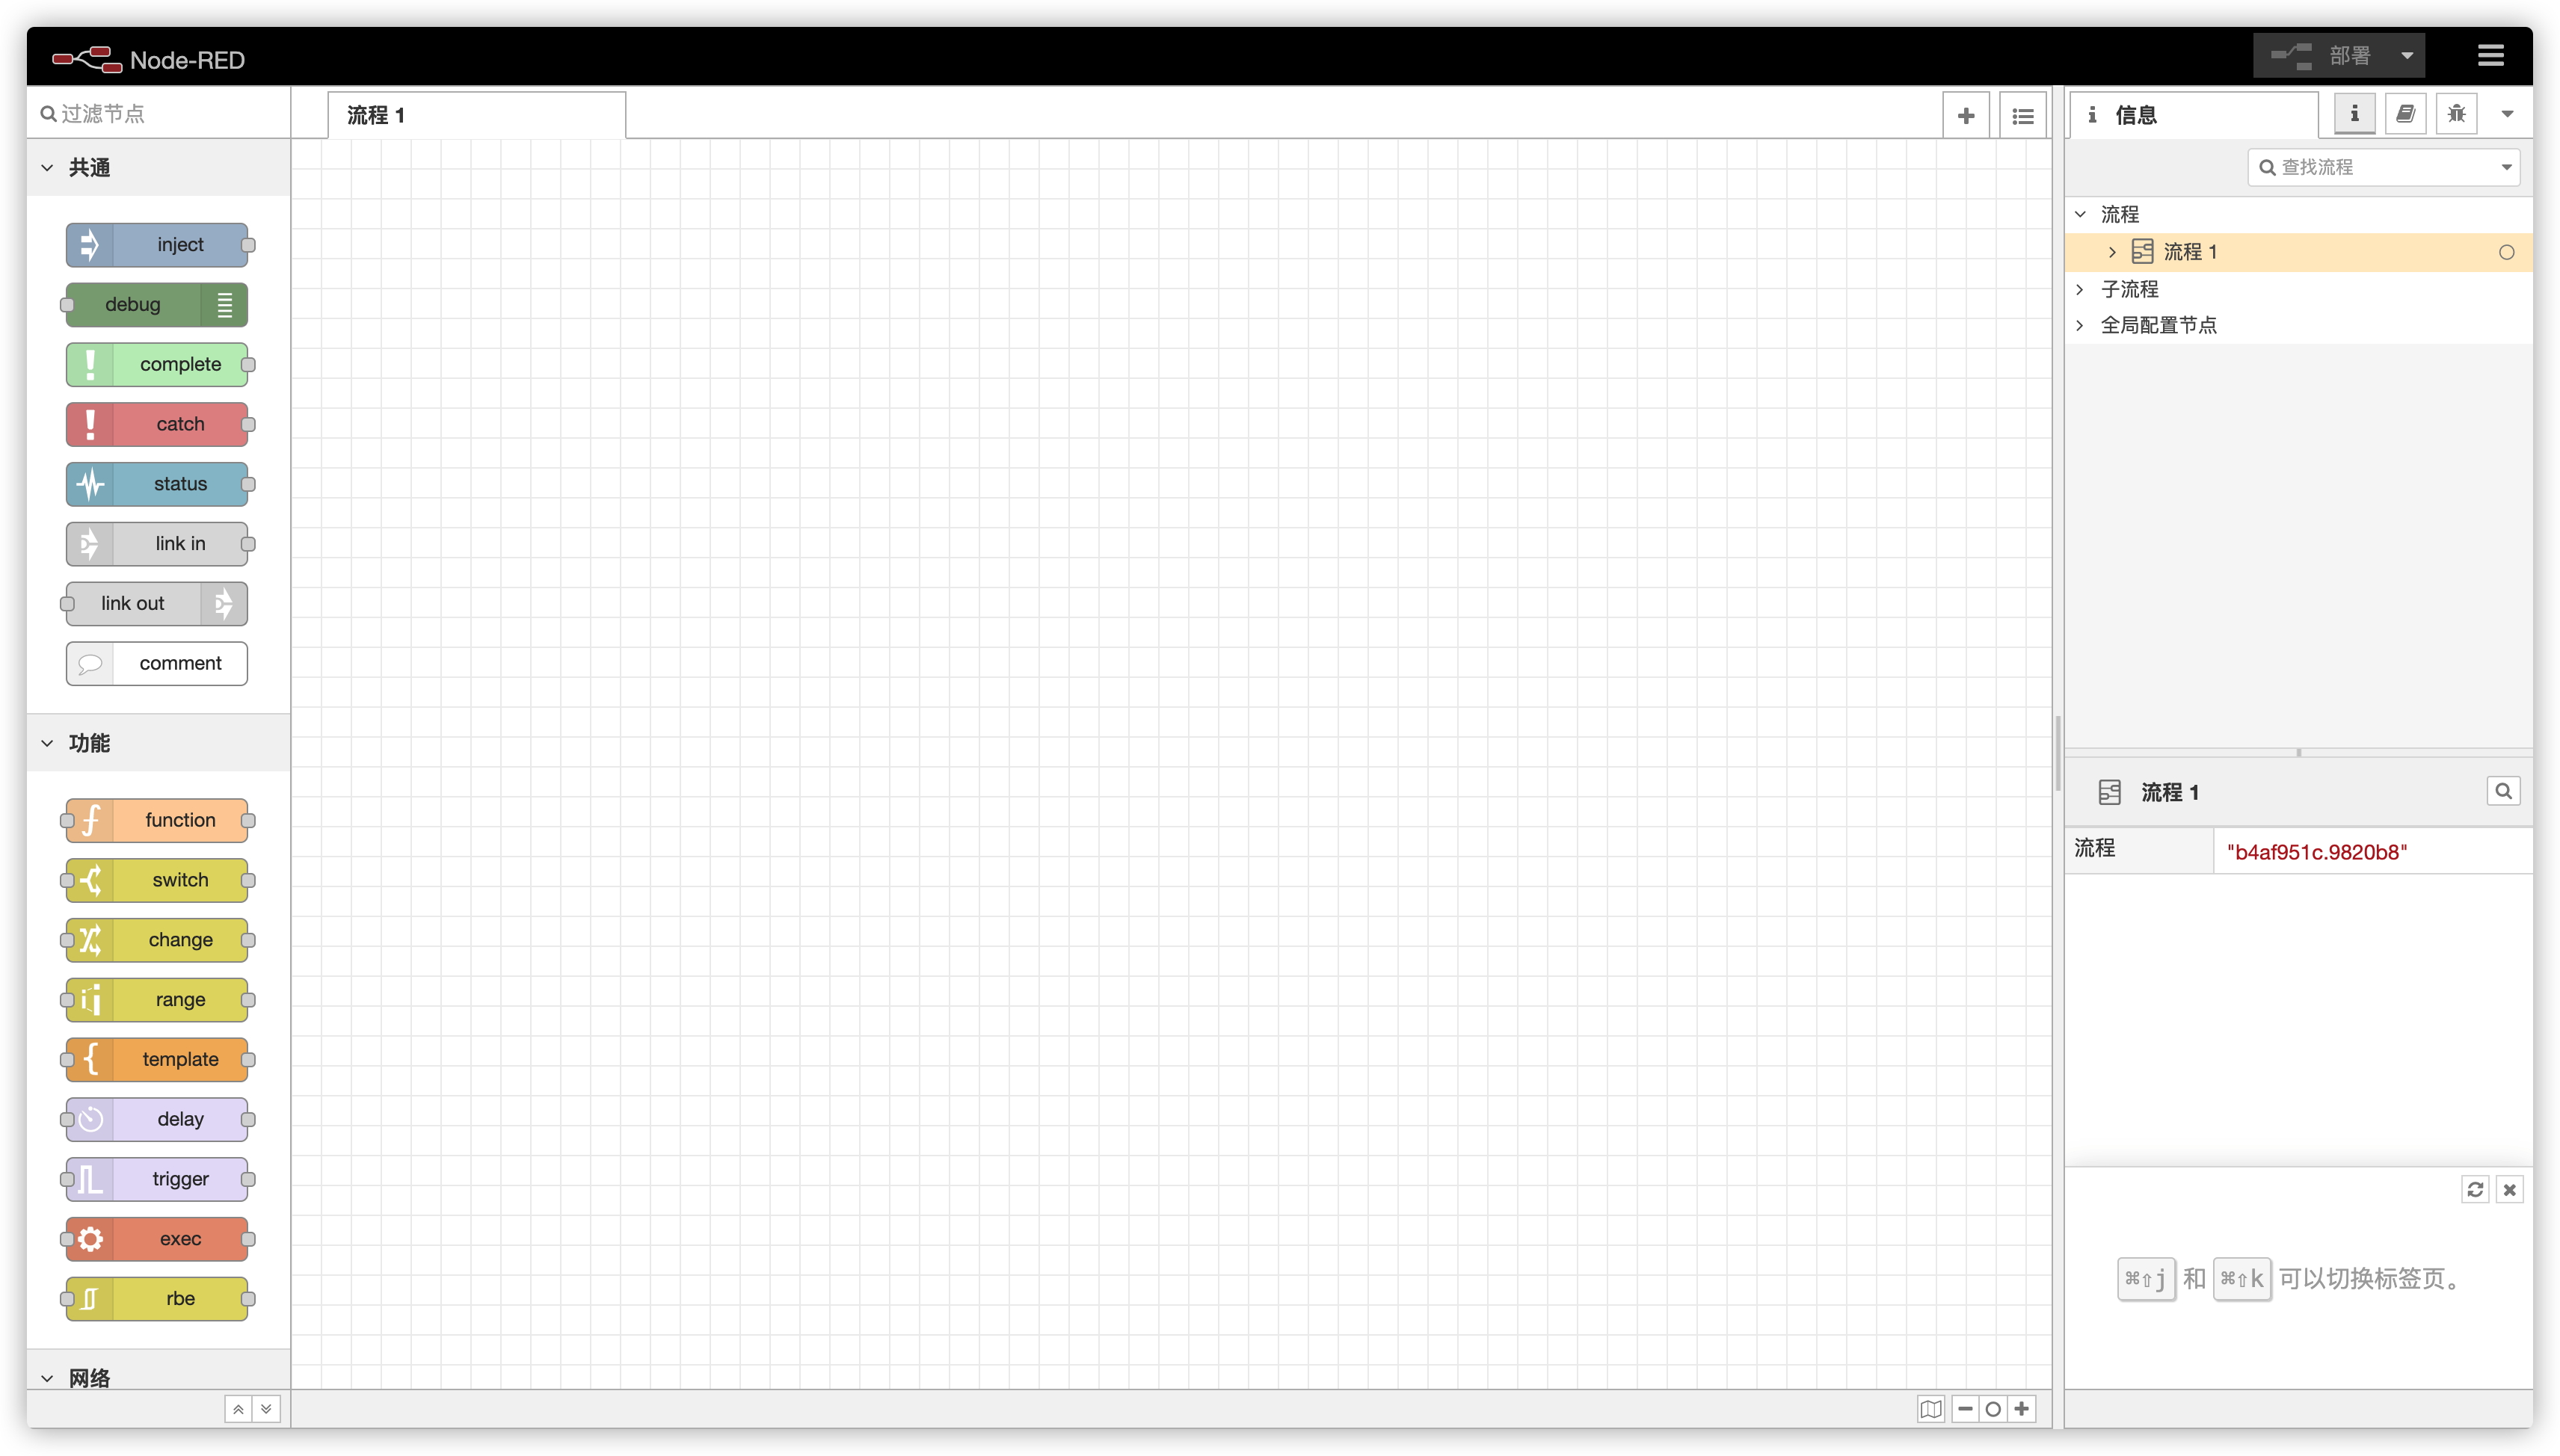 Node-RED
部署
过滤节点
共通
inject
debug
complete
catch
status
link in
link out
comment
功能
function
switch
change
range
template
delay
trigger
exec
rbe
网络
流程 1
信息
查找流程
流程
流程 1
子流程
全局配置节点
流程 1
流程 "b4af951c.9820b8"
⌘⇧j 和 ⌘⇧k 可以切换标签页。